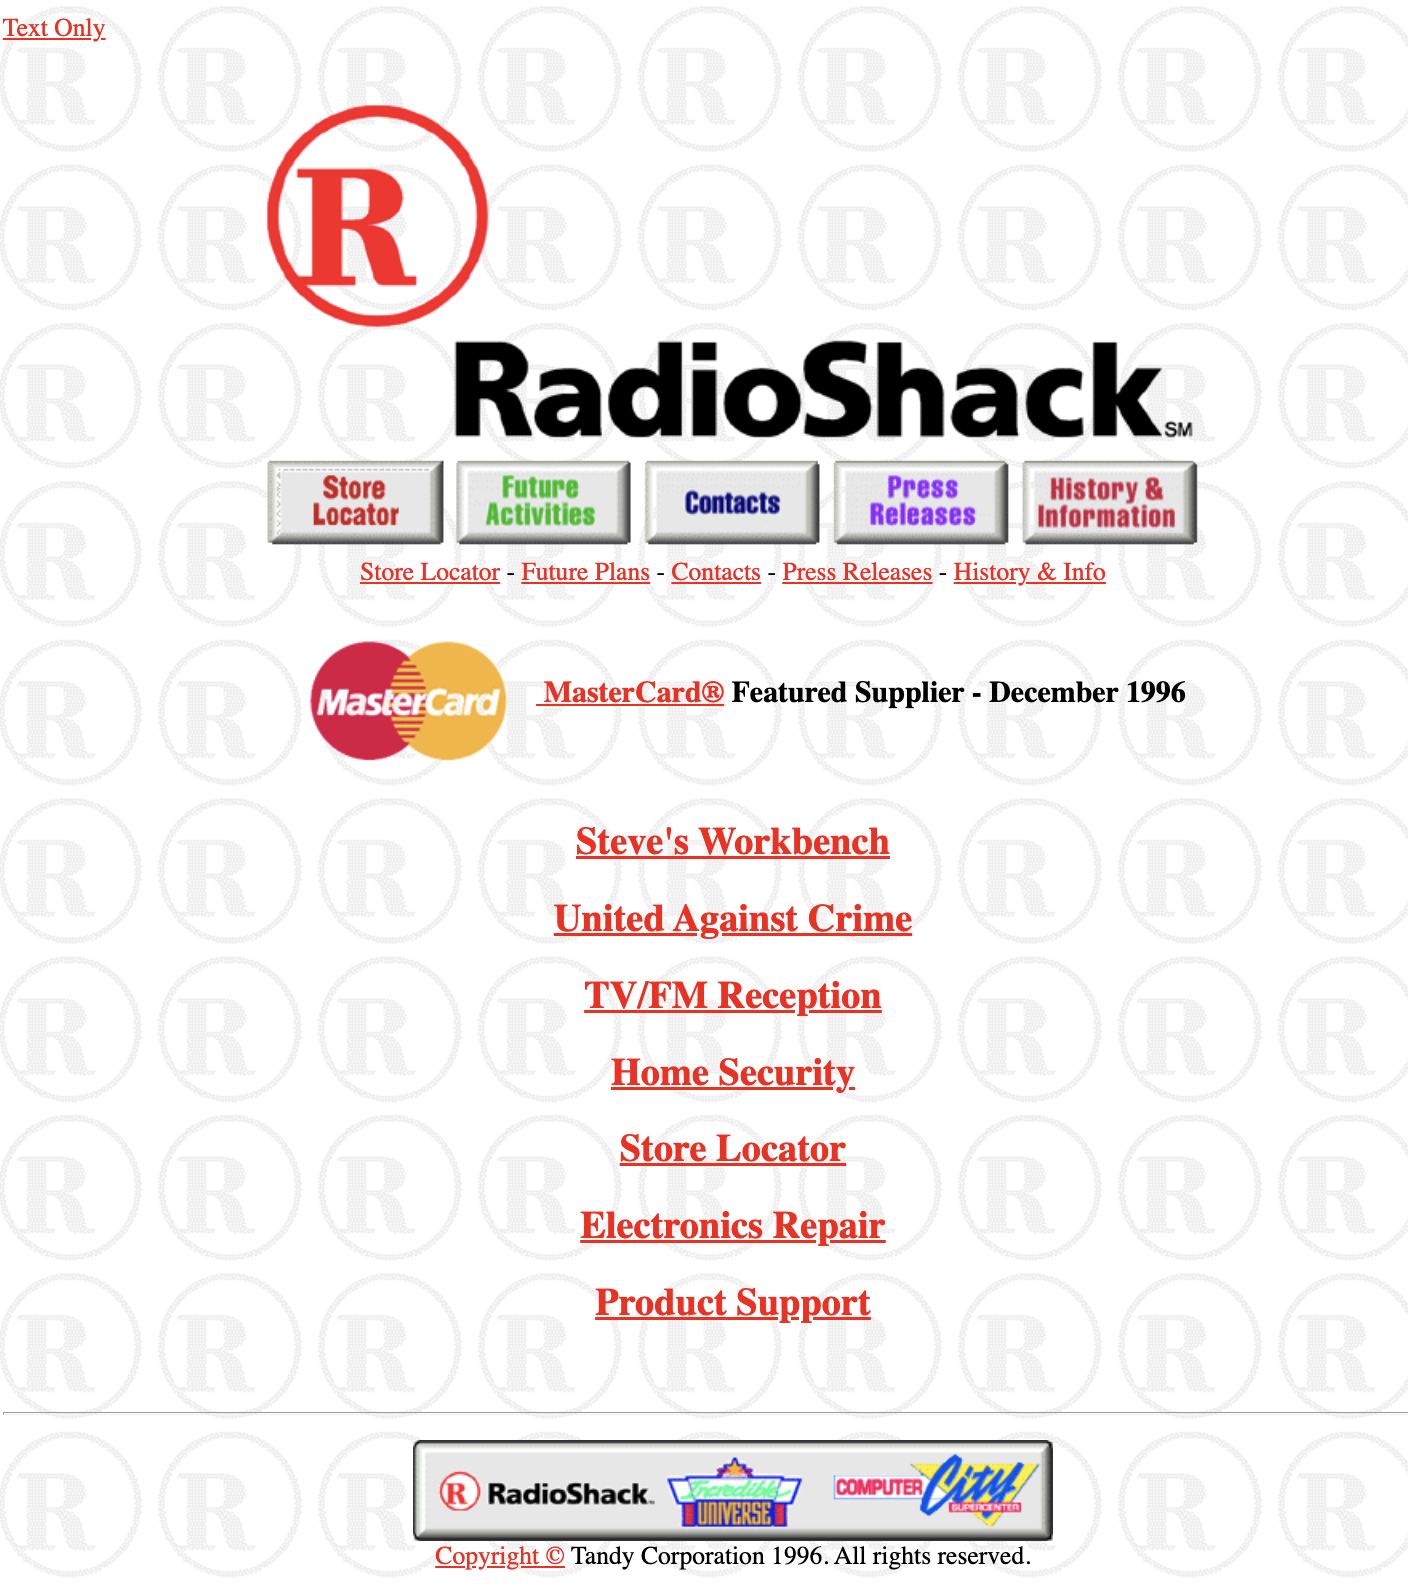 Text Only
R
RadioShack SM
Store Locator
Future Activities
Contacts
Press Releases
History & Information
Store Locator - Future Plans - Contacts - Press Releases - History & Info
MasterCard MasterCard® Featured Supplier - December 1996
Steve's Workbench
United Against Crime
TV/FM Reception
Home Security
Store Locator
Electronics Repair
Product Support
R RadioShack Incredible UNIVERSE COMPUTER City SUPERCENTER
Copyright © Tandy Corporation 1996. All rights reserved.